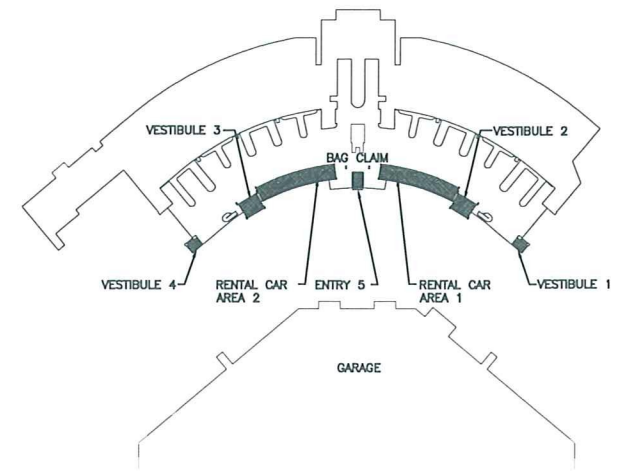 VESTIBULE 3
VESTIBULE 2
BAG CLAIM
VESTIBULE 4
RENTAL CAR
AREA 2
ENTRY 5
RENTAL CAR
AREA 1
VESTIBULE 1
GARAGE